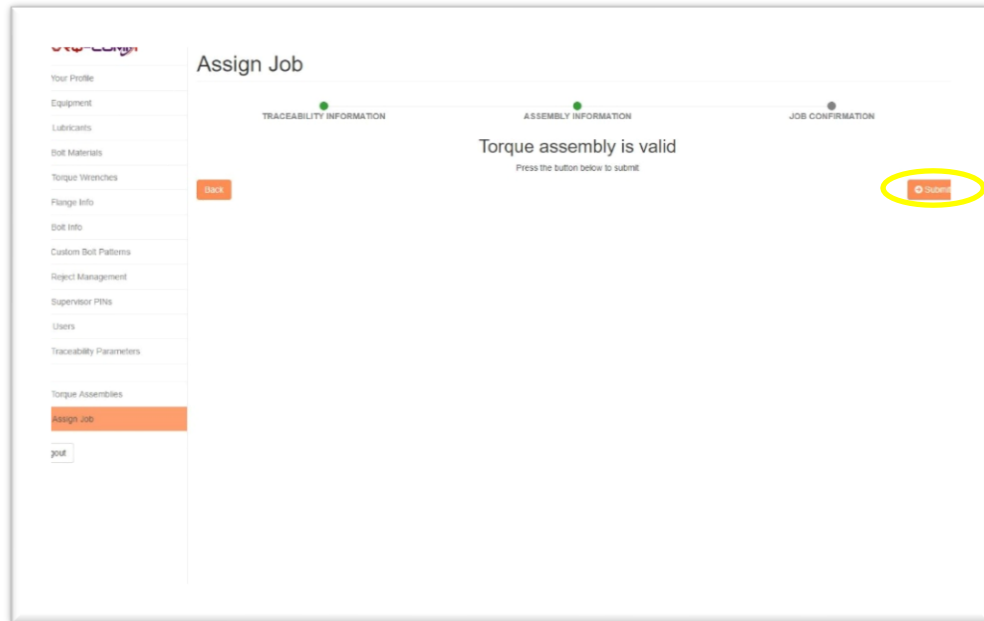 Assign Job
Your Profile
Equipment
Lubricants
Bolt Materials
Torque Wrenches
Flange Info
Bolt Info
Custom Bolt Patterns
Reject Management
Supervisor PINs
Users
Traceability Parameters
Torque Assemblies
Assign Job
gout
TRACEABILITY INFORMATION
ASSEMBLY INFORMATION
JOB CONFIRMATION
Torque assembly is valid
Press the button below to submit
Back
Submit